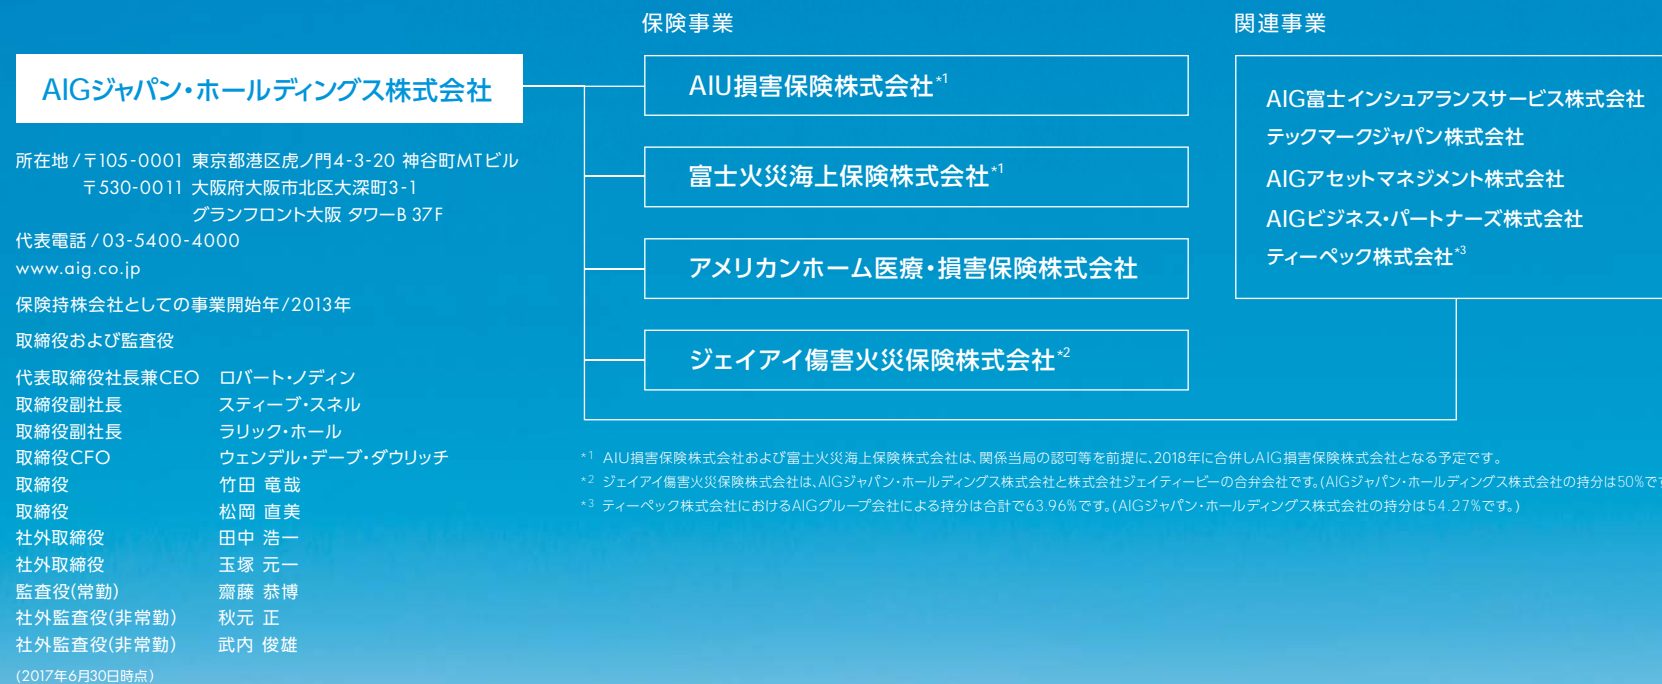 AIGジャパン・ホールディングス株式会社
所在地/〒105-0001 東京都港区虎ノ門4-3-20 神谷町MTビル
〒530-0011 大阪府大阪市北区大深町3-1
グランフロント大阪 タワーB 37F
代表電話/03-5400-4000
www.aig.co.jp
保険持株会社としての事業開始年/2013年
取締役および監査役
代表取締役社長兼CEO ロバート・ノディン
取締役副社長 スティーブ・スネル
取締役副社長 ラリック・ホール
取締役CFO ウェンデル・デーブ・ダウリッチ
取締役 竹田 竜哉
取締役 松岡 直美
社外取締役 田中 浩一
社外取締役 玉塚 元一
監査役(常勤) 齋藤 恭博
社外監査役(非常勤) 秋元 正
社外監査役(非常勤) 武内 俊雄
(2017年6月30日時点)
保険事業
AIU損害保険株式会社*1
富士火災海上保険株式会社*1
アメリカンホーム医療・損害保険株式会社
ジェイアイ傷害火災保険株式会社*2
関連事業
AIG富士インシュアランスサービス株式会社
テックマークジャパン株式会社
AIGアセットマネジメント株式会社
AIGビジネス・パートナーズ株式会社
ティーペック株式会社*3
*1 AIU損害保険株式会社および富士火災海上保険株式会社は、関係当局の認可等を前提に、2018年に合併しAIG損害保険株式会社となる予定です。
*2 ジェイアイ傷害火災保険株式会社は、AIGジャパン・ホールディングス株式会社と株式会社ジェイティービーの合弁会社です。(AIGジャパン・ホールディングス株式会社の持分は50%で
*3 ティーペック株式会社におけるAIGグループ会社による持分は合計で63.96%です。(AIGジャパン・ホールディングス株式会社の持分は54.27%です。)